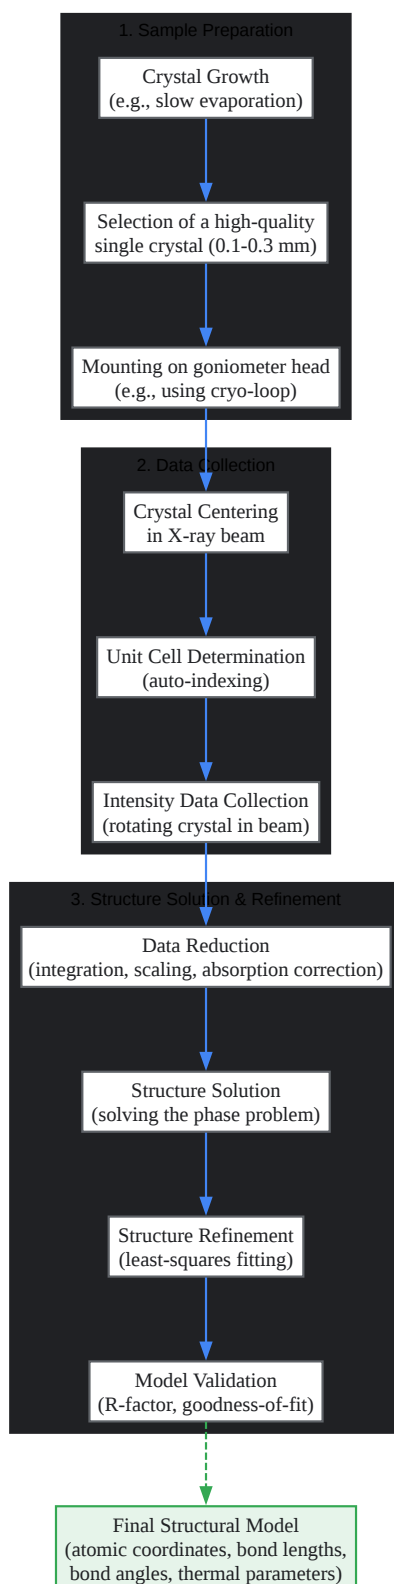 1. Sample Preparation
Crystal Growth
(e.g., slow evaporation)
Selection of a high-quality
single crystal (0.1-0.3 mm)
Mounting on goniometer head
(e.g., using cryo-loop)
2. Data Collection
Crystal Centering
in X-ray beam
Unit Cell Determination
(auto-indexing)
Intensity Data Collection
(rotating crystal in beam)
3. Structure Solution & Refinement
Data Reduction
(integration, scaling, absorption correction)
Structure Solution
(solving the phase problem)
Structure Refinement
(least-squares fitting)
Model Validation
(R-factor, goodness-of-fit)
Final Structural Model
(atomic coordinates, bond lengths,
bond angles, thermal parameters)